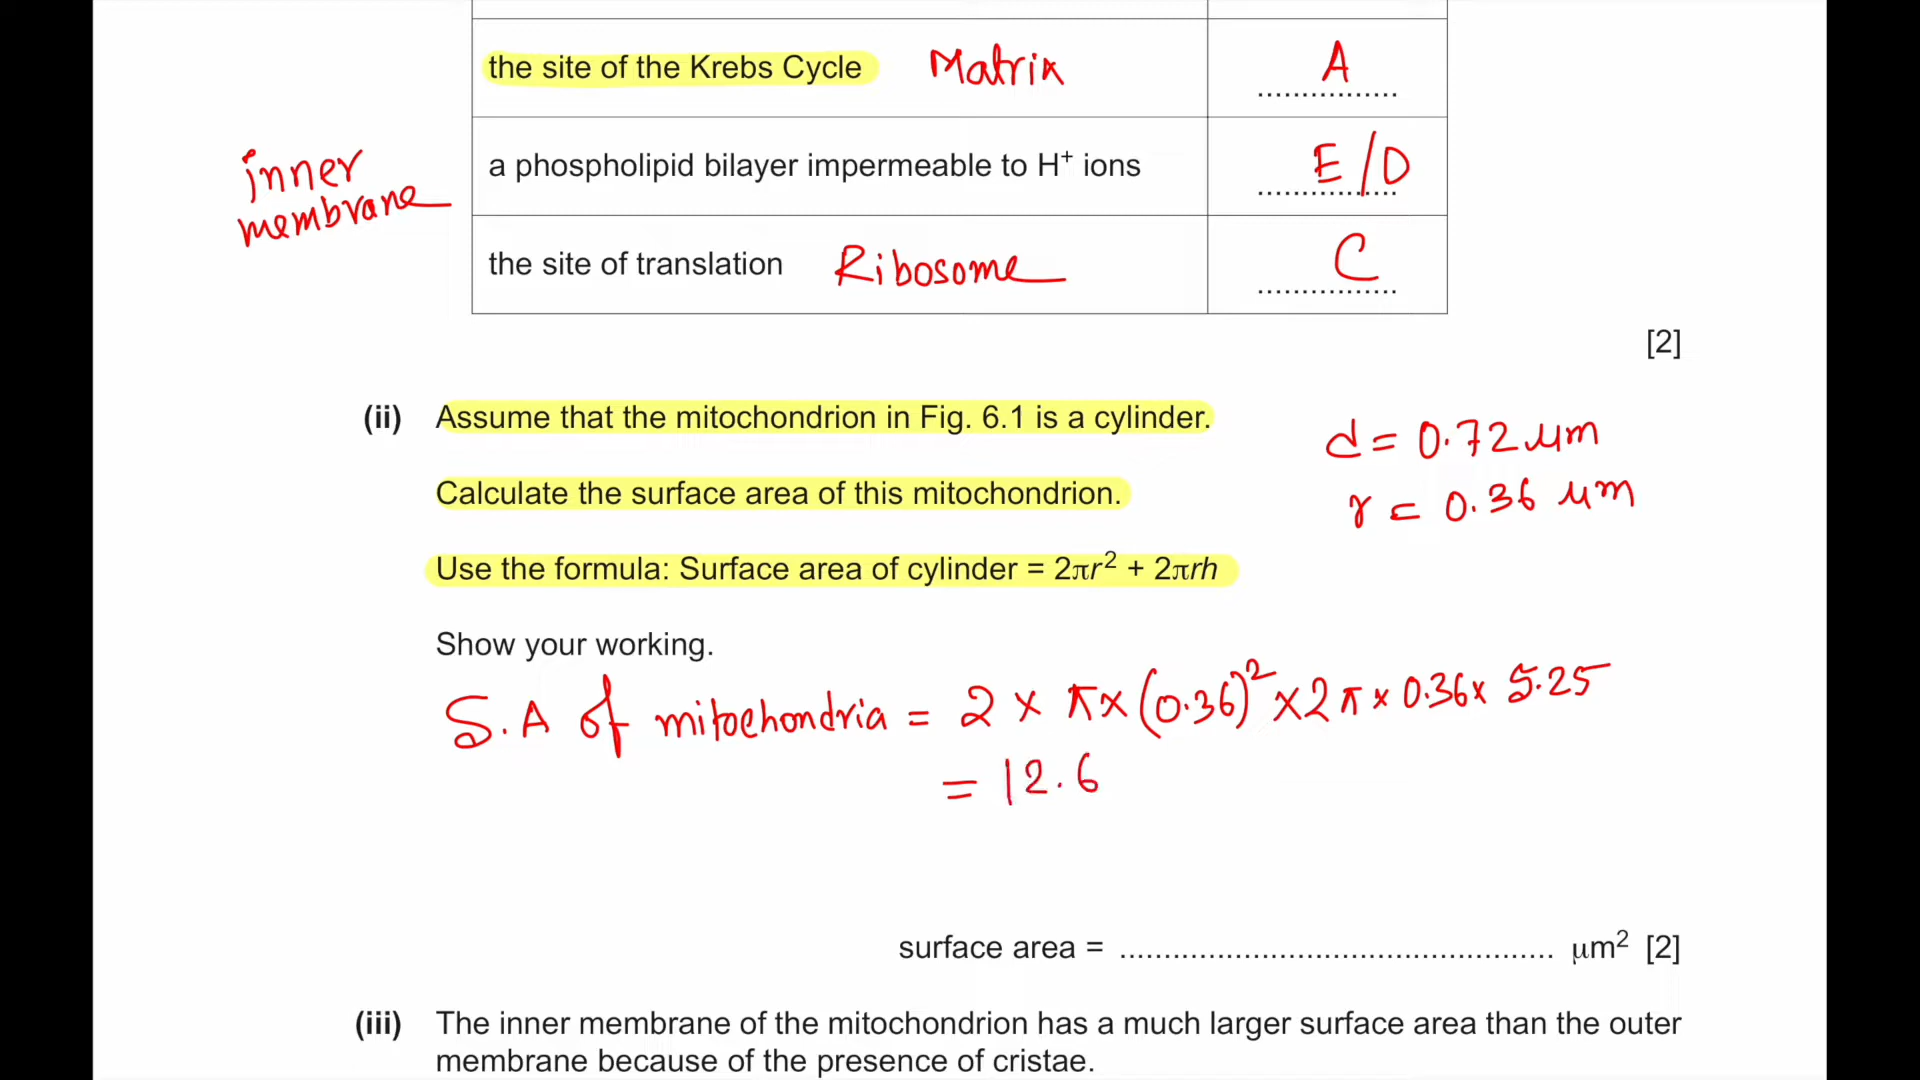 the site of the Krebs Cycle Matrix A
................
inner
membrane
a phospholipid bilayer impermeable to H⁺ ions E/D
................
the site of translation Ribosome C
................
[2]
(ii) Assume that the mitochondrion in Fig. 6.1 is a cylinder.
d = 0.72 μm
Calculate the surface area of this mitochondrion.
r = 0.36 μm
Use the formula: Surface area of cylinder = 2πr² + 2πrh
Show your working.
S.A of mitochondria = 2 × π × (0.36)² × 2π × 0.36 × 5.25
= 12.6
surface area = ................................................ μm² [2]
(iii) The inner membrane of the mitochondrion has a much larger surface area than the outer
membrane because of the presence of cristae.